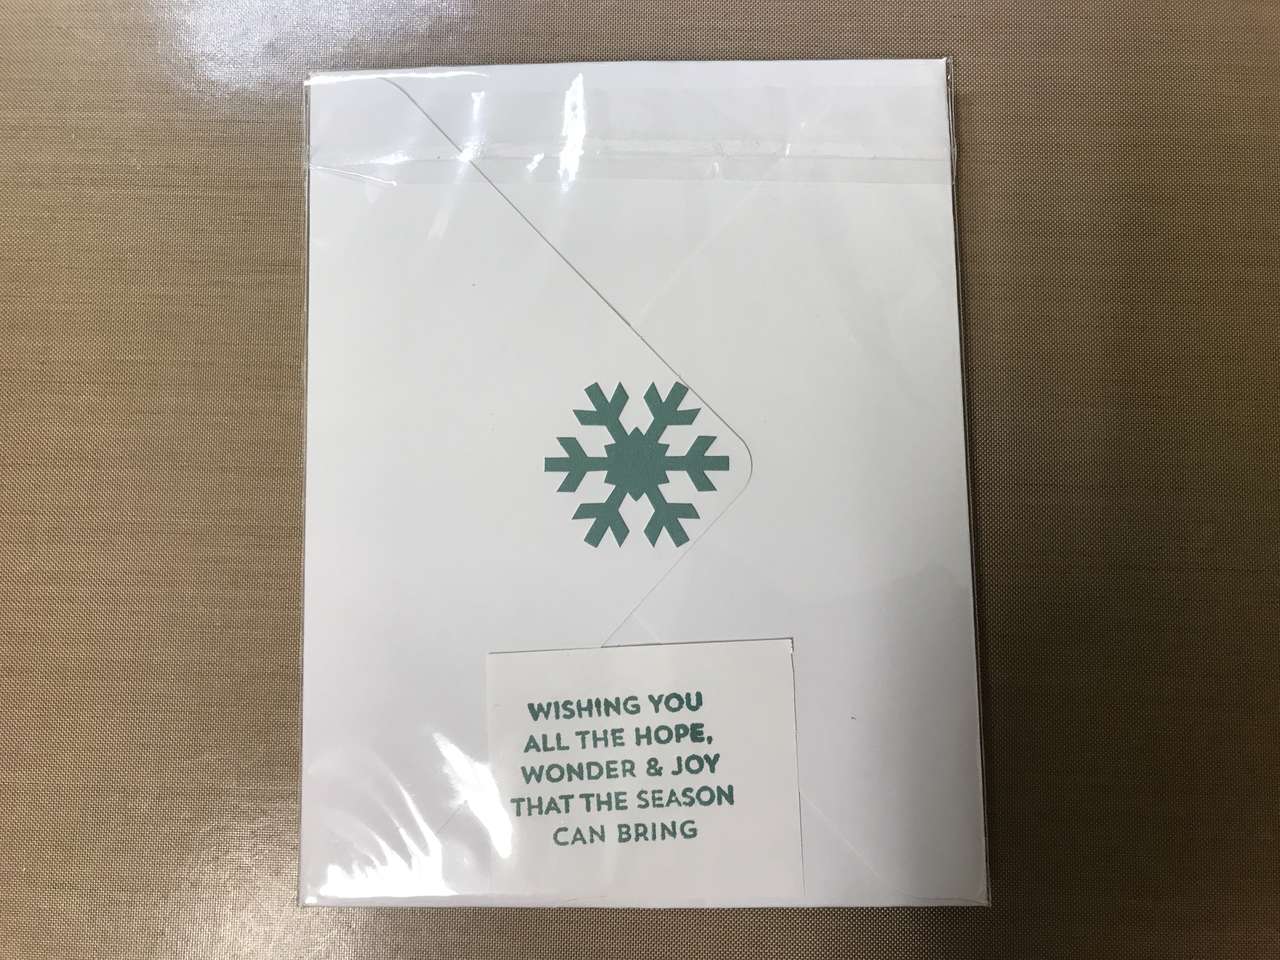 WISHING YOU
ALL THE HOPE,
WONDER & JOY
THAT THE SEASON
CAN BRING